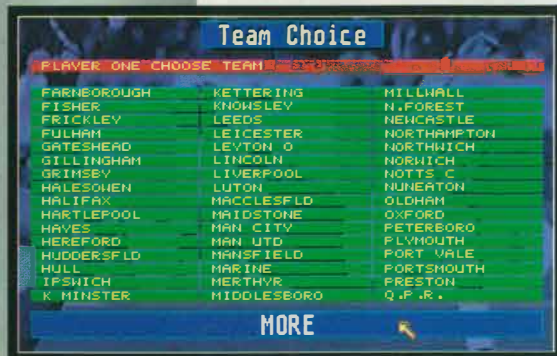 Team Choice
PLAYER ONE CHOOSE TEAM
FARNBOROUGH KETTERING MILLWALL
FISHER KNOWSLEY N.FOREST
FRICKLEY LEEDS NEWCASTLE
FULHAM LEICESTER NORTHAMPTON
GATESHEAD LEYTON O NORTHWICH
GILLINGHAM LINCOLN NORWICH
GRIMSBY LIVERPOOL NOTTS C
HALESOWEN LUTON NUNEATON
HALIFAX MACCLESFLD OLDHAM
HARTLEPOOL MAIDSTONE OXFORD
HAYES MAN CITY PETERBORO
HEREFORD MAN UTD PLYMOUTH
HUDDERSFLD MANSFIELD PORT VALE
HULL MARINE PORTSMOUTH
IPSWICH MERTHYR PRESTON
K MINSTER MIDDLESBORO Q.P.R.
MORE